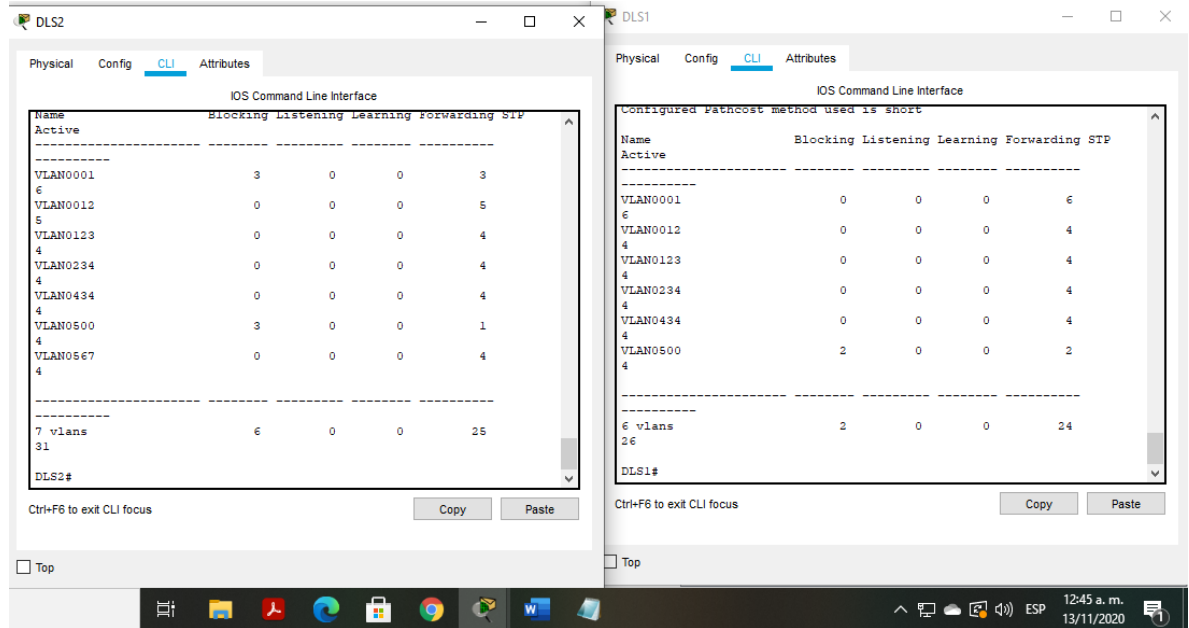 DLS2
Physical Config CLI Attributes
IOS Command Line Interface
Name Blocking Listening Learning Forwarding STP
Active
---------------------- -------- --------- -------- ----------
----------
VLAN0001 3 0 0 3
6
VLAN0012 0 0 0 5
5
VLAN0123 0 0 0 4
4
VLAN0234 0 0 0 4
4
VLAN0434 0 0 0 4
4
VLAN0500 3 0 0 1
4
VLAN0567 0 0 0 4
4
---------------------- -------- --------- -------- ----------
----------
7 vlans 6 0 0 25
31
DLS2#
Ctrl+F6 to exit CLI focus
Copy Paste
Top
DLS1
Physical Config CLI Attributes
IOS Command Line Interface
Configured Pathcost method used is short
Name Blocking Listening Learning Forwarding STP
Active
---------------------- -------- --------- -------- ----------
----------
VLAN0001 0 0 0 6
6
VLAN0012 0 0 0 4
4
VLAN0123 0 0 0 4
4
VLAN0234 0 0 0 4
4
VLAN0434 0 0 0 4
4
VLAN0500 2 0 0 2
4
---------------------- -------- --------- -------- ----------
----------
6 vlans 2 0 0 24
26
DLS1#
Ctrl+F6 to exit CLI focus
Copy Paste
Top
ESP
12:45 a. m.
13/11/2020
1